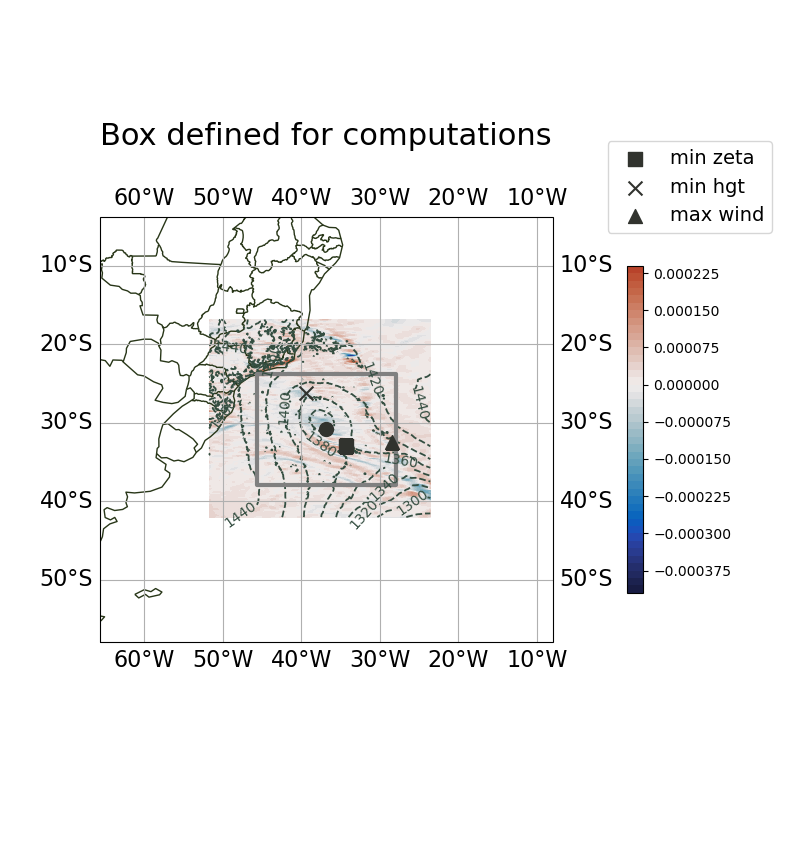 Box defined for computations
min zeta
min hgt
max wind
60°W 50°W 40°W 30°W 20°W 10°W
10°S 10°S
20°S 20°S
30°S 30°S
40°S 40°S
50°S 50°S
60°W 50°W 40°W 30°W 20°W 10°W
1420
1440
1400
1380
1360
1340
1440
1320
1300
0.000225
0.000150
0.000075
0.000000
−0.000075
−0.000150
−0.000225
−0.000300
−0.000375